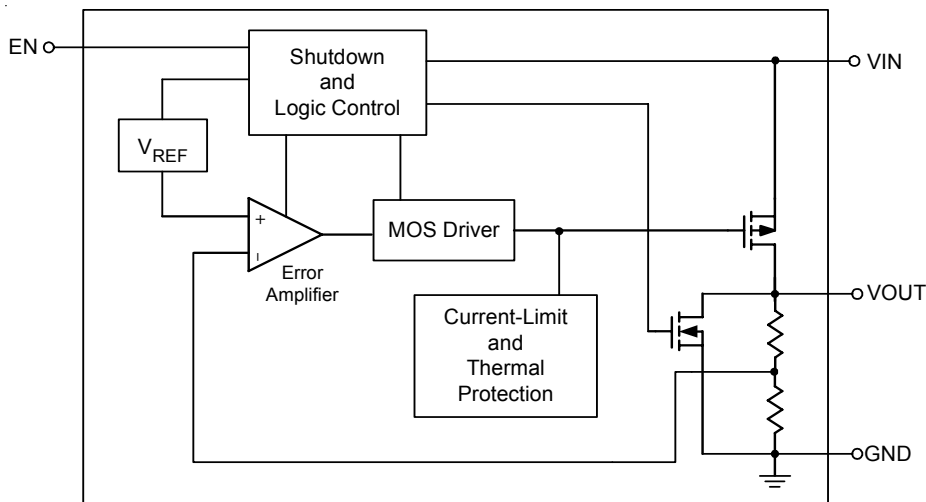 EN
Shutdown
and
Logic Control
VIN
VREF
+
MOS Driver
−
Error
Amplifier
VOUT
Current-Limit
and
Thermal
Protection
GND